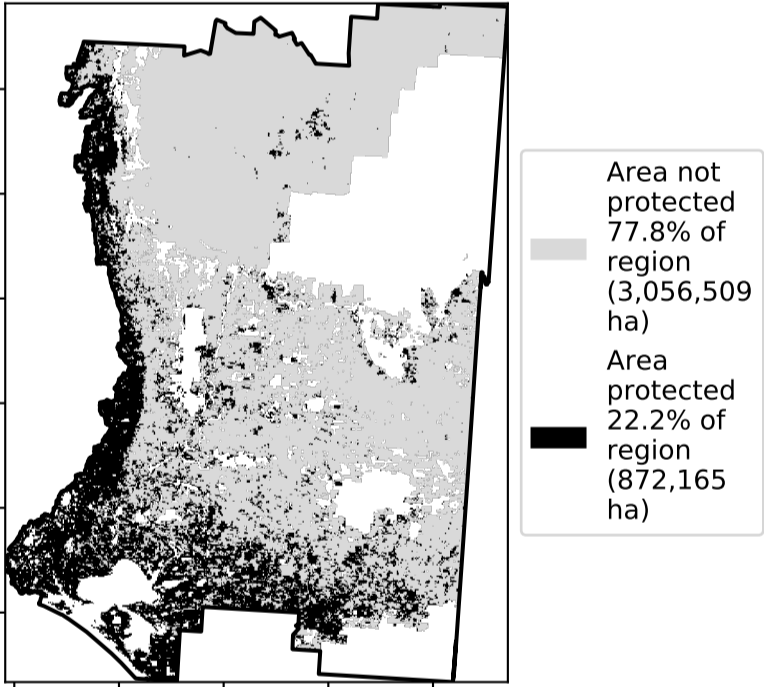 Area not
protected
77.8% of
region
(3,056,509
ha)
Area
protected
22.2% of
region
(872,165
ha)